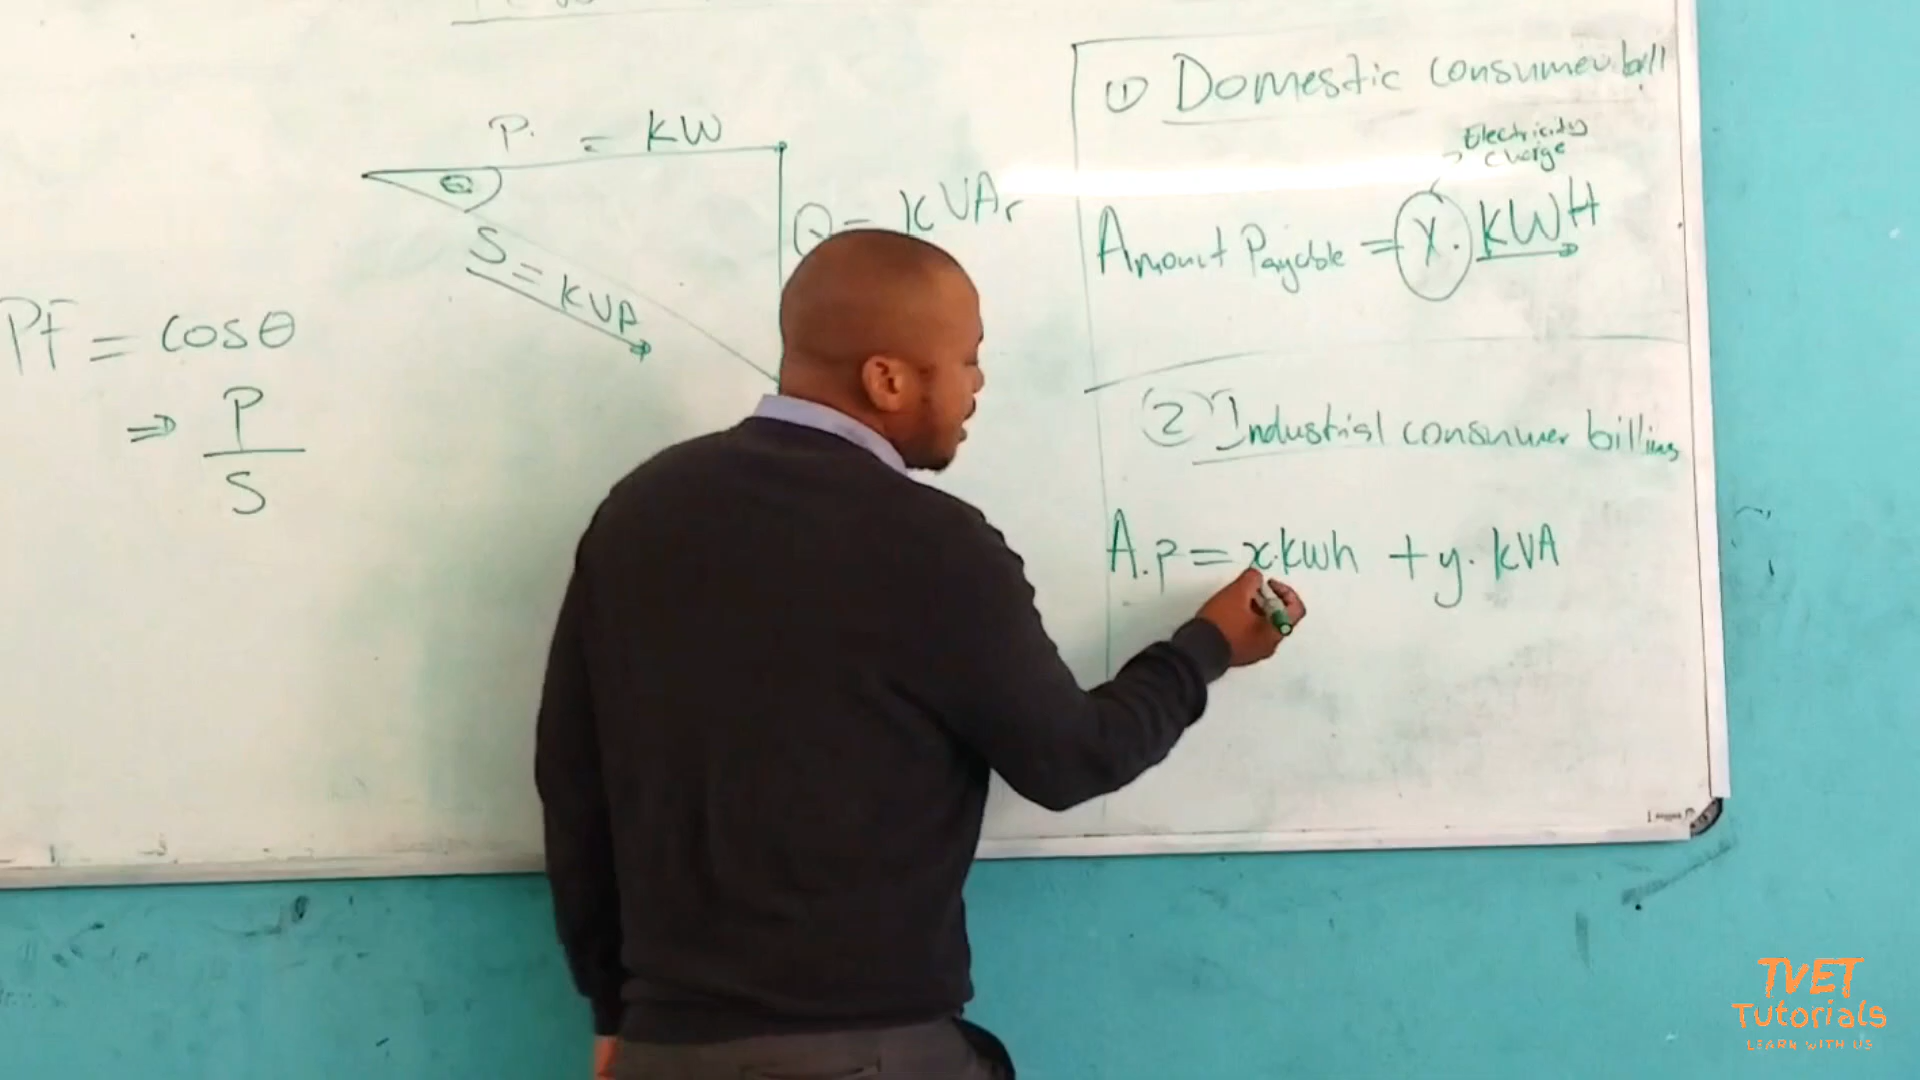 P. = KW
θ
Q = KVAr
S = KVA
PF = cosθ
⇒ P
S
① Domestic consumer bill
Electricity
Charge
Amount Payable = X. KWH
② Industrial consumer billing
A.P = x.kwh + y. kVA
TVET
Tutorials
LEARN WITH US